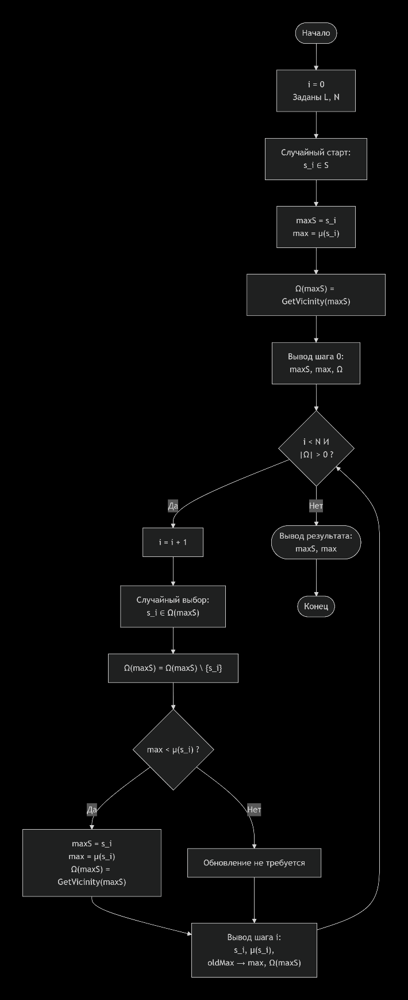 Начало
i = 0
Заданы L, N
Случайный старт:
s_i ∈ S
maxS = s_i
max = μ(s_i)
Ω(maxS) =
GetVicinity(maxS)
Вывод шага 0:
maxS, max, Ω
i < N И
|Ω| > 0 ?
Да
Нет
i = i + 1
Вывод результата:
maxS, max
Случайный выбор:
s_i ∈ Ω(maxS)
Конец
Ω(maxS) = Ω(maxS) \ {s_i}
max < μ(s_i) ?
Да
Нет
maxS = s_i
max = μ(s_i)
Ω(maxS) =
GetVicinity(maxS)
Обновление не требуется
Вывод шага i:
s_i, μ(s_i),
oldMax → max, Ω(maxS)